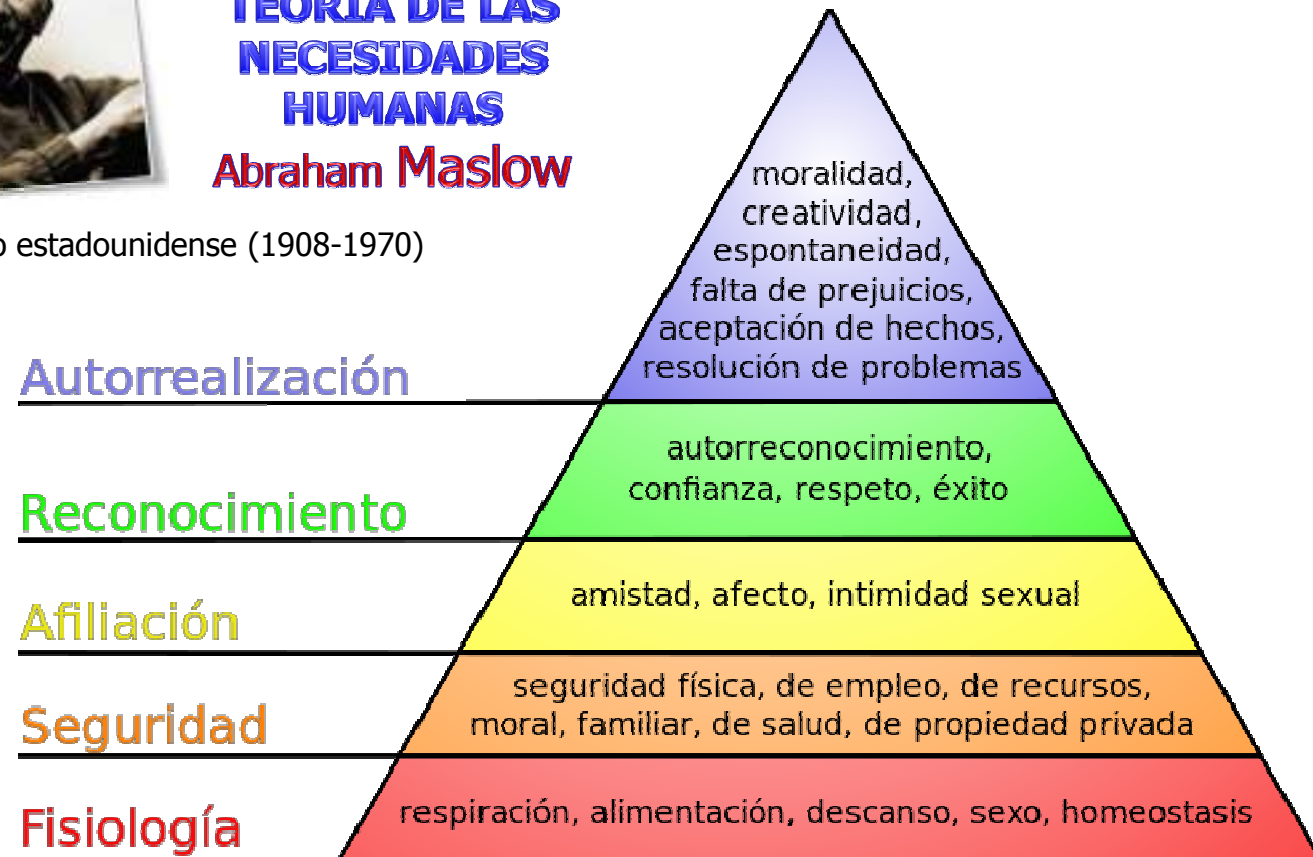 TEORIA DE LAS
NECESIDADES
HUMANAS
Abraham Maslow
estadounidense (1908-1970)
moralidad,
creatividad,
espontaneidad,
falta de prejuicios,
aceptación de hechos,
resolución de problemas
Autorrealización
autorreconocimiento,
confianza, respeto, éxito
Reconocimiento
amistad, afecto, intimidad sexual
Afiliación
seguridad física, de empleo, de recursos,
moral, familiar, de salud, de propiedad privada
Seguridad
respiración, alimentación, descanso, sexo, homeostasis
Fisiología